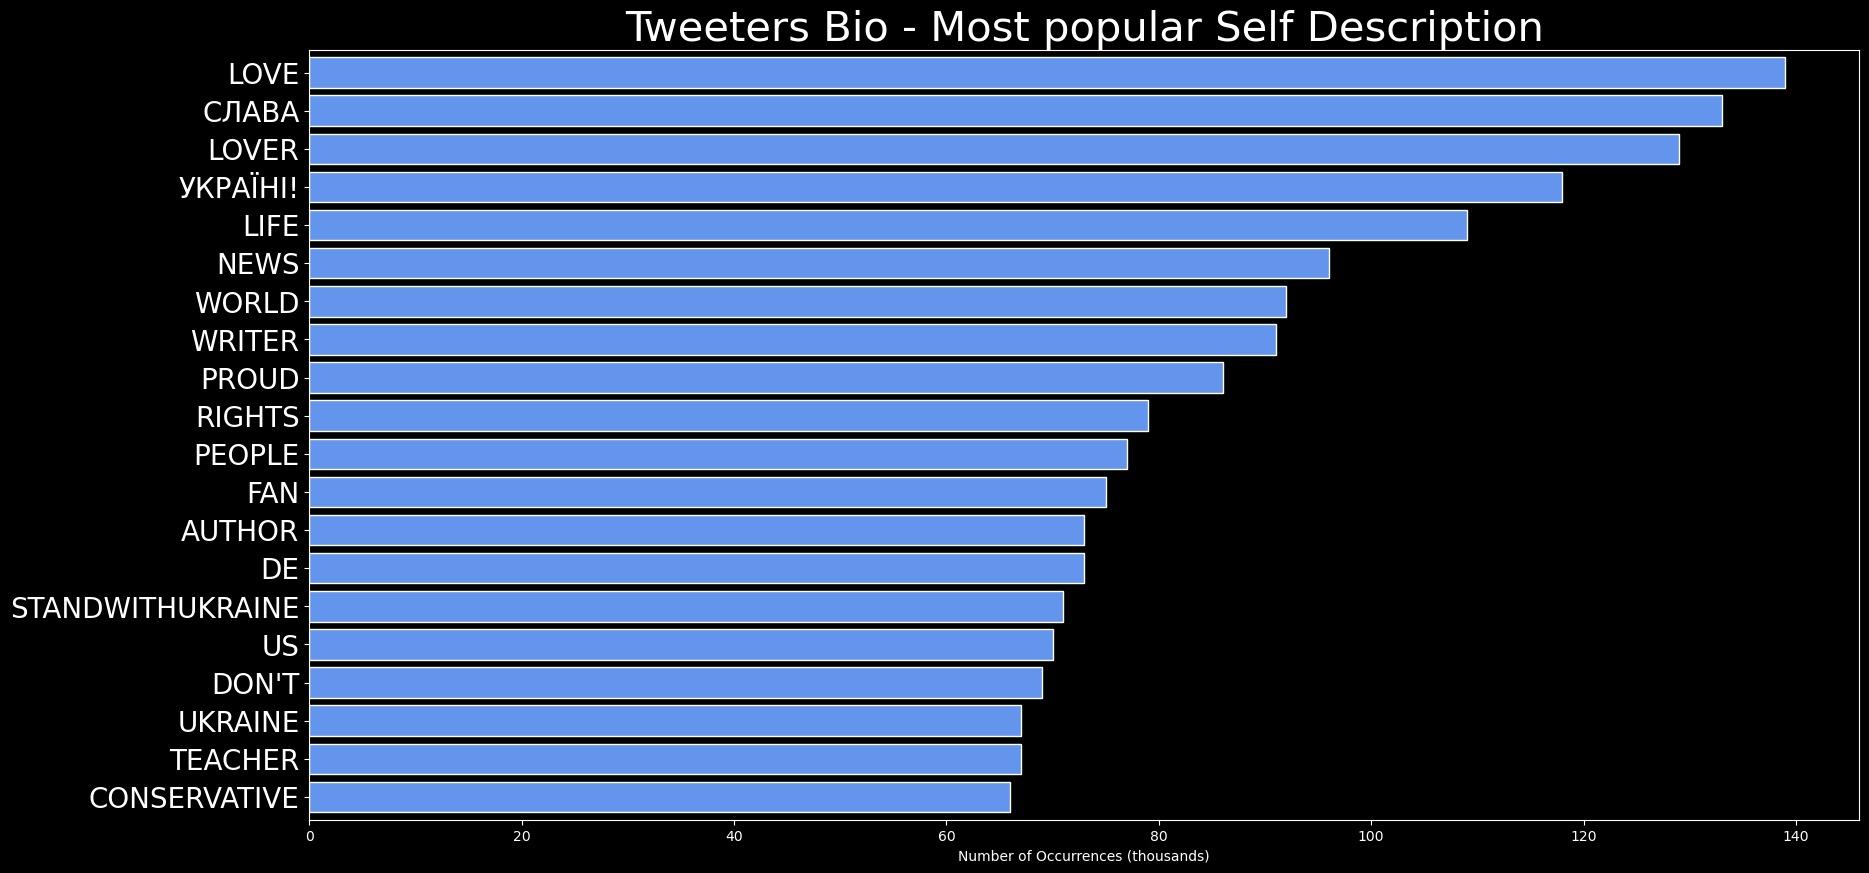 Tweeters Bio - Most popular Self Description
LOVE
СЛАВА
LOVER
УКРАЇНІ!
LIFE
NEWS
WORLD
WRITER
PROUD
RIGHTS
PEOPLE
FAN
AUTHOR
DE
STANDWITHUKRAINE
US
DON'T
UKRAINE
TEACHER
CONSERVATIVE
0 20 40 60 80 100 120 140
Number of Occurrences (thousands)